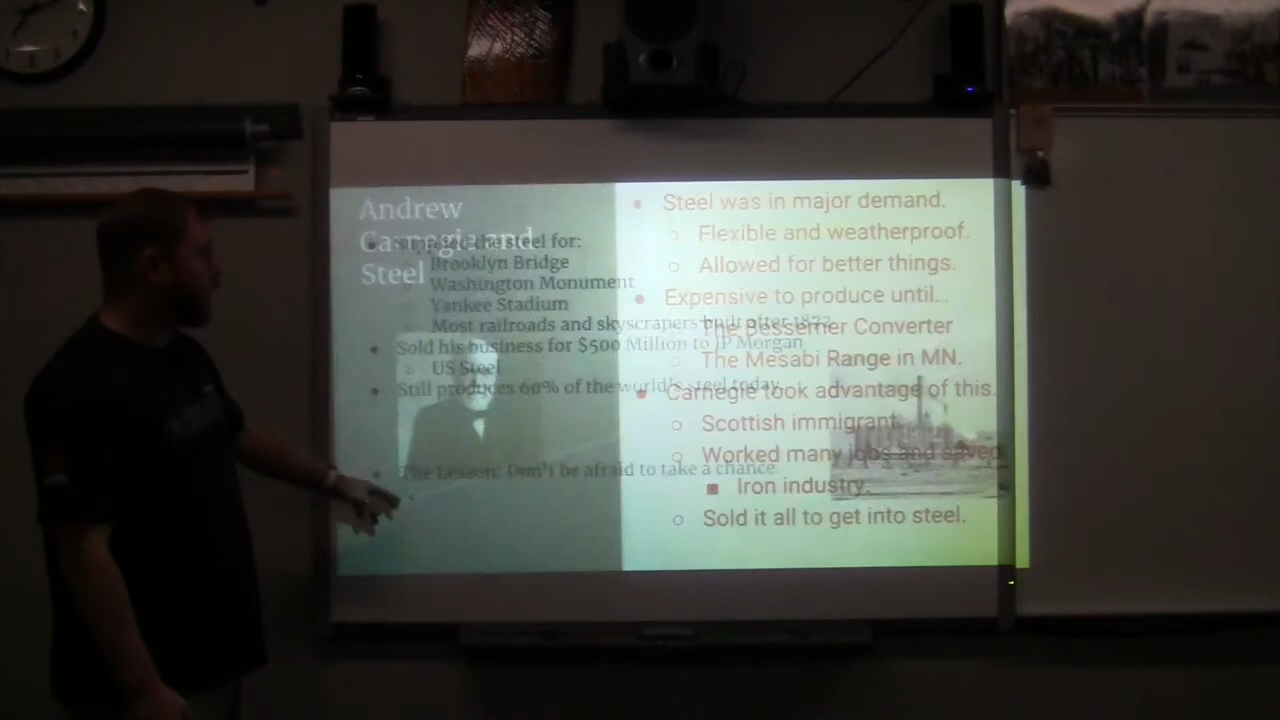 Andrew
Carnegie and
Steel
Supplied the steel for:
Brooklyn Bridge
Washington Monument
Yankee Stadium
Most railroads and skyscrapers built after 1872
Sold his business for $500 Million to JP Morgan
US Steel
Still produces 60% of the world's steel today
The Lesson: Don't be afraid to take a chance
Steel was in major demand.
Flexible and weatherproof.
Allowed for better things.
Expensive to produce until...
The Bessemer Converter
The Mesabi Range in MN.
Carnegie took advantage of this.
Scottish immigrant
Worked many jobs and saved
Iron industry.
Sold it all to get into steel.